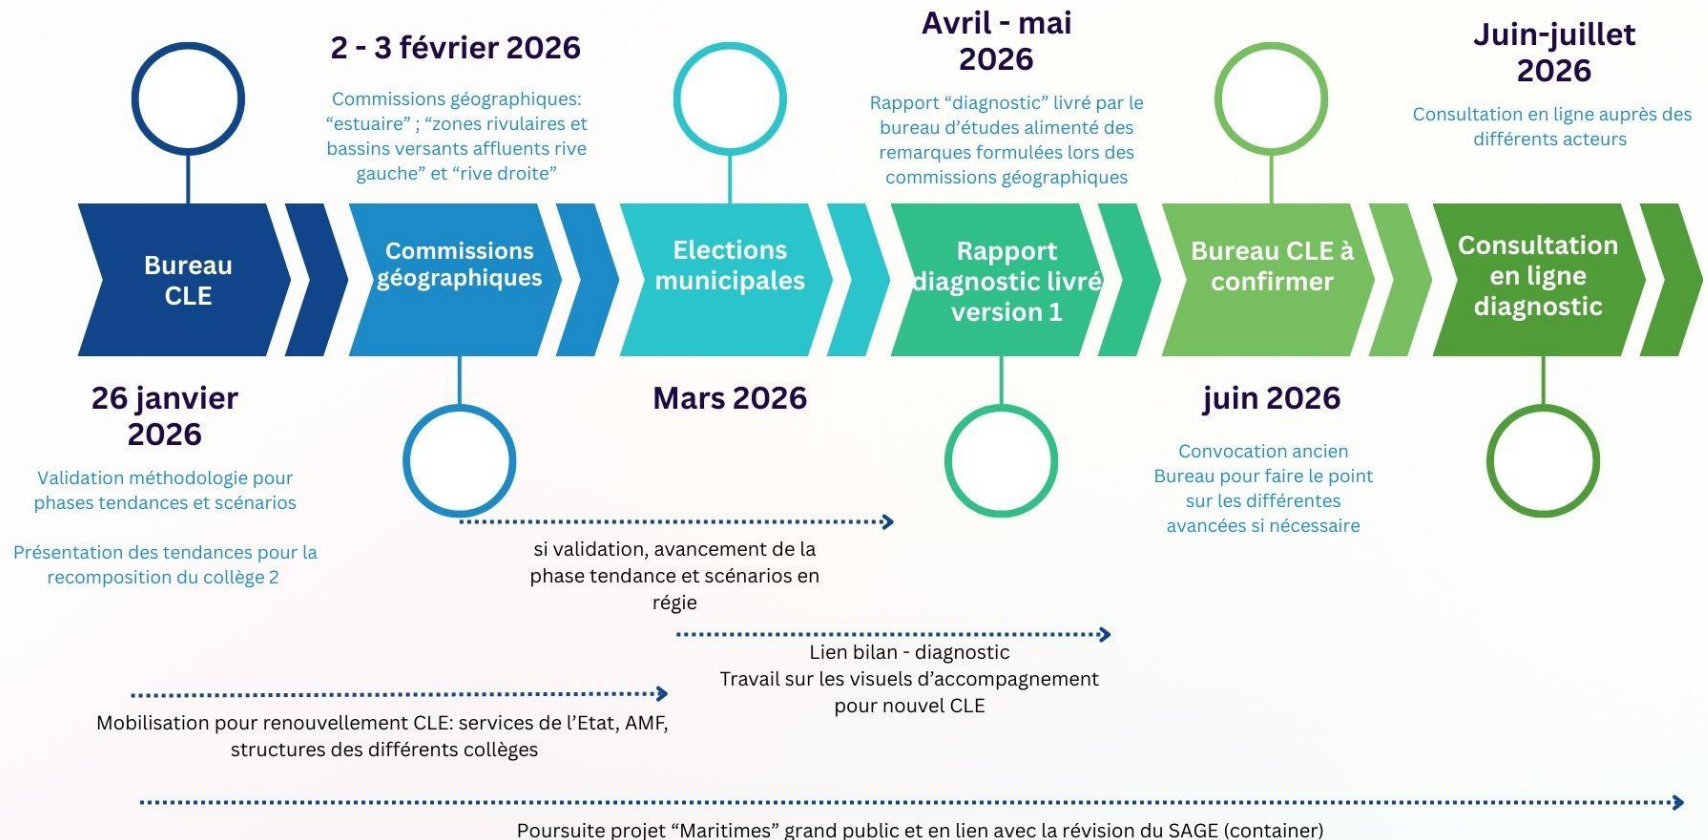 2 - 3 février 2026
Commissions géographiques:
“estuaire” ; “zones rivulaires et
bassins versants affluents rive
gauche” et “rive droite”
Avril - mai
2026
Rapport “diagnostic” livré par le
bureau d’études alimenté des
remarques formulées lors des
commissions géographiques
Juin-juillet
2026
Consultation en ligne auprès des
différents acteurs
Bureau
CLE
Commissions
géographiques
Elections
municipales
Rapport
diagnostic livré
version 1
Bureau CLE à
confirmer
Consultation
en ligne
diagnostic
26 janvier
2026
Validation méthodologie pour
phases tendances et scénarios
Présentation des tendances pour la
recomposition du collège 2
Mars 2026
juin 2026
Convocation ancien
Bureau pour faire le point
sur les différentes
avancées si nécessaire
si validation, avancement de la
phase tendance et scénarios en
régie
Lien bilan - diagnostic
Travail sur les visuels d’accompagnement
pour nouvel CLE
Mobilisation pour renouvellement CLE: services de l’Etat, AMF,
structures des différents collèges
Poursuite projet “Maritimes” grand public et en lien avec la révision du SAGE (container)